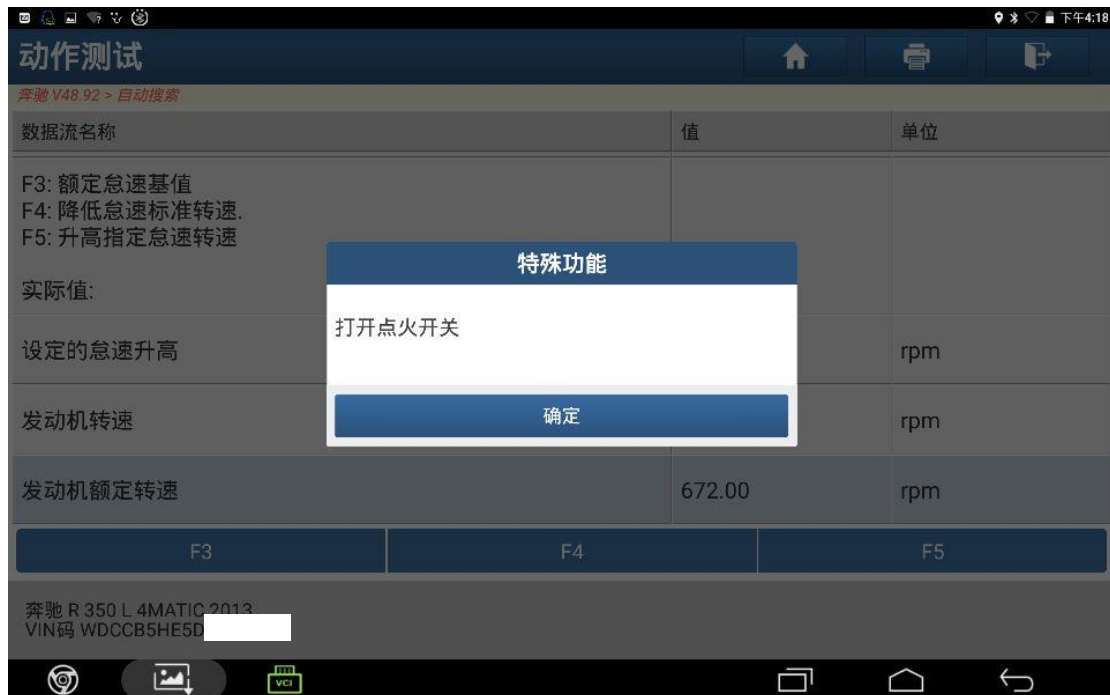 下午4:18
动作测试
奔驰 V48.92 > 自动搜索
数据流名称 值 单位
F3: 额定怠速基值
F4: 降低怠速标准转速.
F5: 升高指定怠速转速
实际值:
特殊功能
打开点火开关
确定
设定的怠速升高 rpm
发动机转速 rpm
发动机额定转速 672.00 rpm
F3 F4 F5
奔驰 R 350 L 4MATIC 2013
VIN码 WDCCB5HE5D
VCI